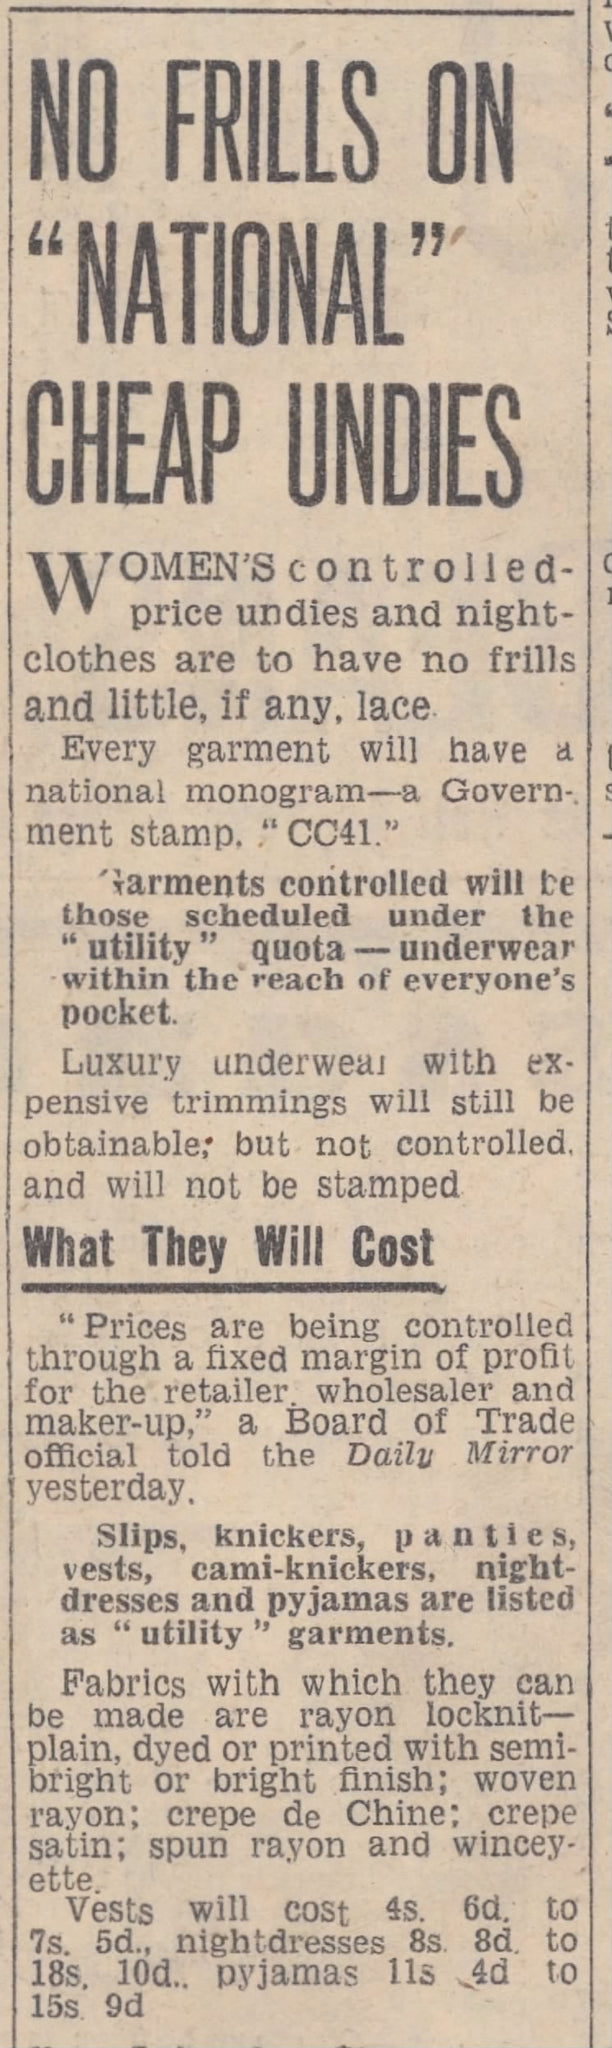 NO FRILLS ON
"NATIONAL"
CHEAP UNDIES
WOMEN'S controlled-
price undies and night-
clothes are to have no frills
and little, if any, lace.
Every garment will have a
national monogram—a Govern-
ment stamp, "CC41."
Garments controlled will be
those scheduled under the
"utility" quota — underwear
within the reach of everyone's
pocket.
Luxury underwear with ex-
pensive trimmings will still be
obtainable; but not controlled,
and will not be stamped
What They Will Cost
"Prices are being controlled
through a fixed margin of profit
for the retailer, wholesaler and
maker-up," a Board of Trade
official told the Daily Mirror
yesterday.
Slips, knickers, panties,
vests, cami-knickers, night-
dresses and pyjamas are listed
as "utility" garments.
Fabrics with which they can
be made are rayon locknit—
plain, dyed or printed with semi-
bright or bright finish; woven
rayon; crepe de Chine; crepe
satin; spun rayon and wincey-
ette.
Vests will cost 4s. 6d. to
7s. 5d., nightdresses 8s. 8d. to
18s. 10d., pyjamas 11s 4d to
15s. 9d